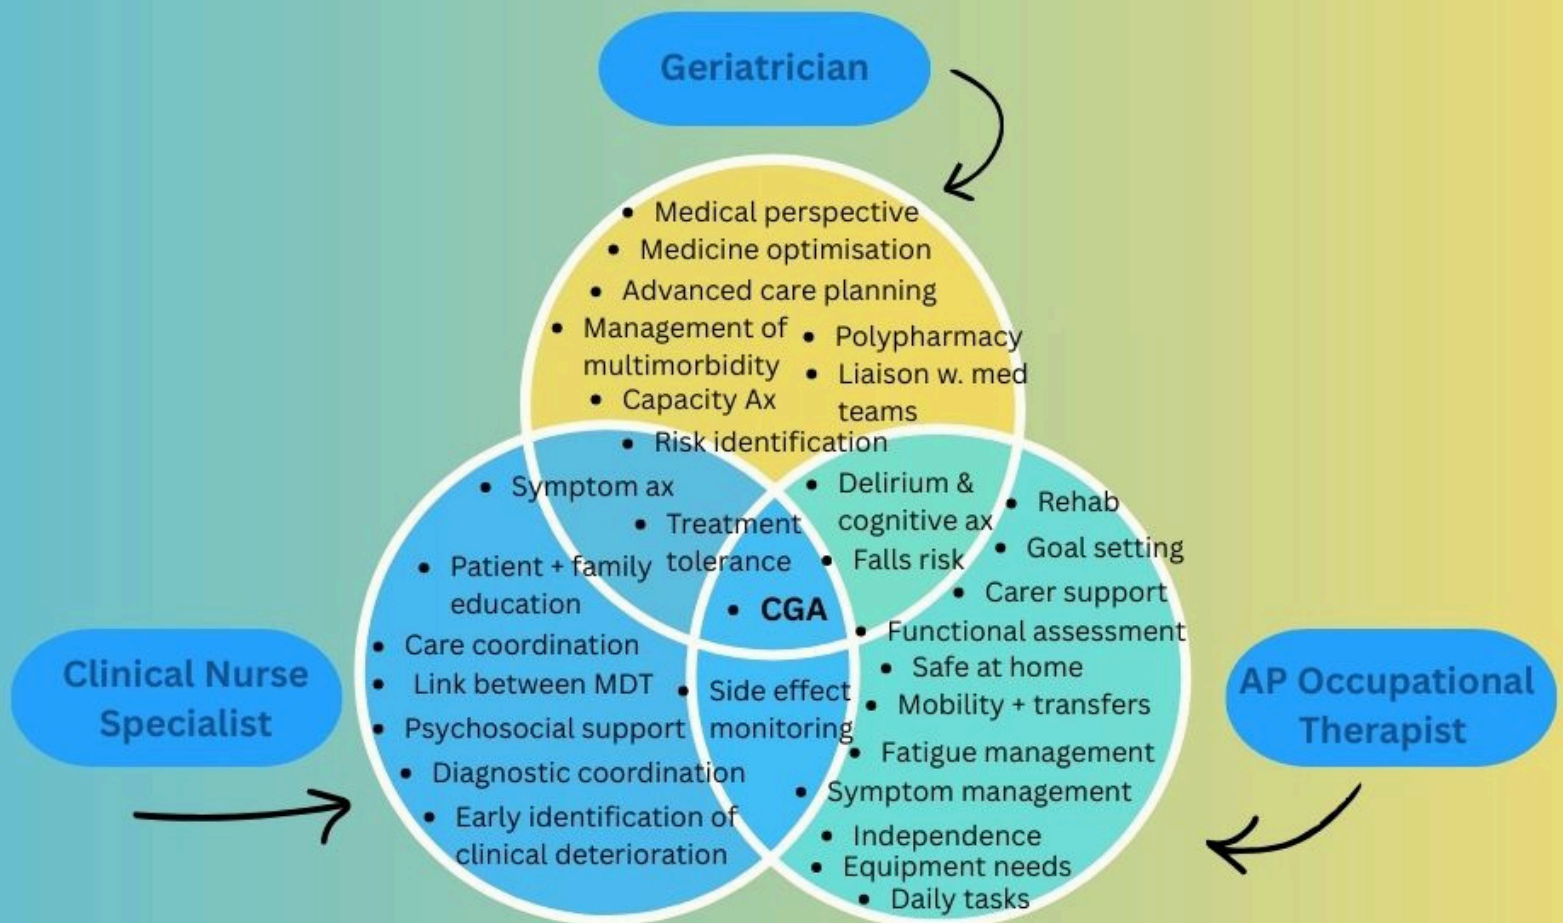 Geriatrician
• Medical perspective
• Medicine optimisation
• Advanced care planning
• Management of
multimorbidity
• Polypharmacy
• Liaison w. med
teams
• Capacity Ax
• Risk identification
• Symptom ax
• Treatment
tolerance
• Delirium &
cognitive ax
• Falls risk
• CGA
Clinical Nurse
Specialist
• Patient + family
education
• Care coordination
• Link between MDT
• Psychosocial support
• Diagnostic coordination
• Early identification of
clinical deterioration
• Side effect
monitoring
• Rehab
• Goal setting
• Carer support
• Functional assessment
• Safe at home
• Mobility + transfers
• Fatigue management
• Symptom management
• Independence
• Equipment needs
• Daily tasks
AP Occupational
Therapist